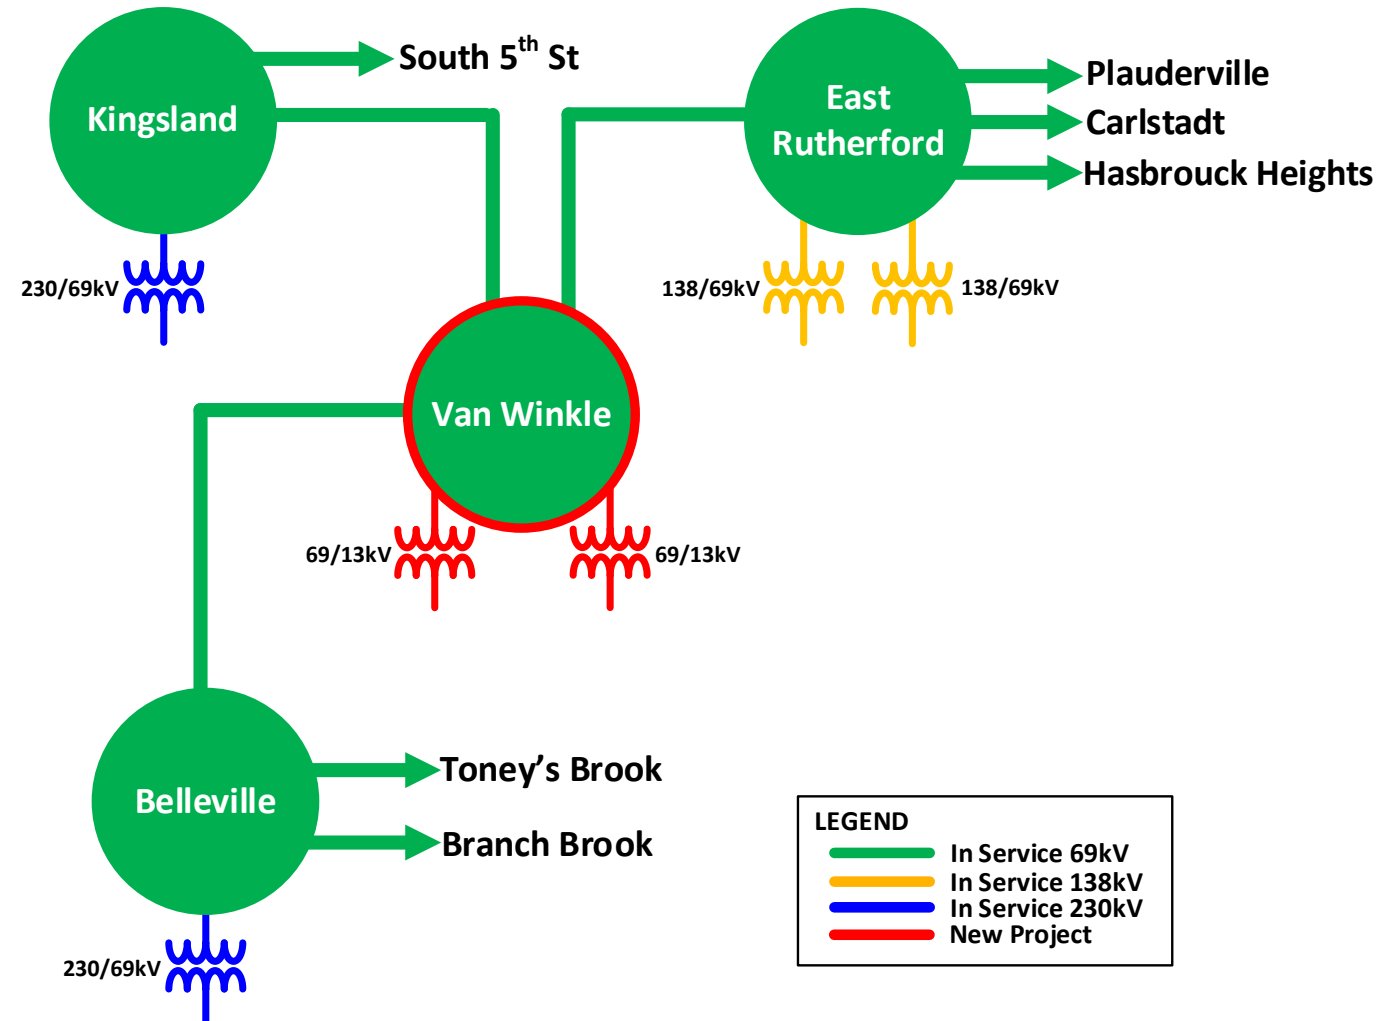 South 5th St
Kingsland
230/69kV
East
Rutherford
Plauderville
Carlstadt
Hasbrouck Heights
138/69kV
138/69kV
Van Winkle
69/13kV
69/13kV
Belleville
Toney’s Brook
Branch Brook
230/69kV
LEGEND
In Service 69kV
In Service 138kV
In Service 230kV
New Project